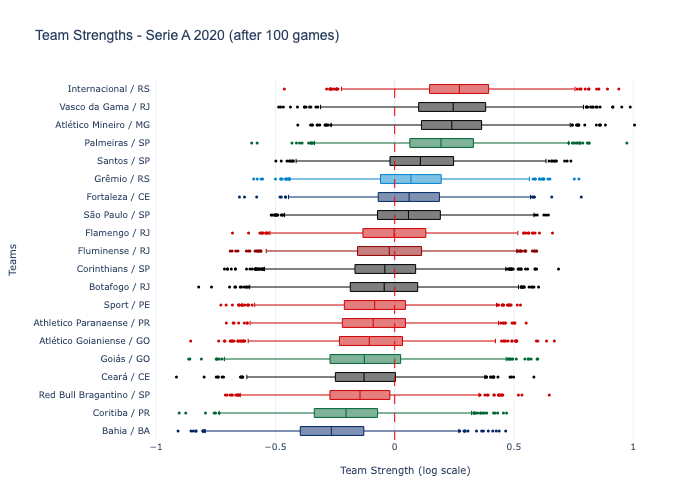 Team Strengths - Serie A 2020 (after 100 games)
Internacional / RS
Vasco da Gama / RJ
Atlético Mineiro / MG
Palmeiras / SP
Santos / SP
Grêmio / RS
Fortaleza / CE
São Paulo / SP
Flamengo / RJ
Fluminense / RJ
Corinthians / SP
Botafogo / RJ
Sport / PE
Athletico Paranaense / PR
Atlético Goianiense / GO
Goiás / GO
Ceará / CE
Red Bull Bragantino / SP
Coritiba / PR
Bahia / BA
Teams
−1
−0.5
0
0.5
1
Team Strength (log scale)